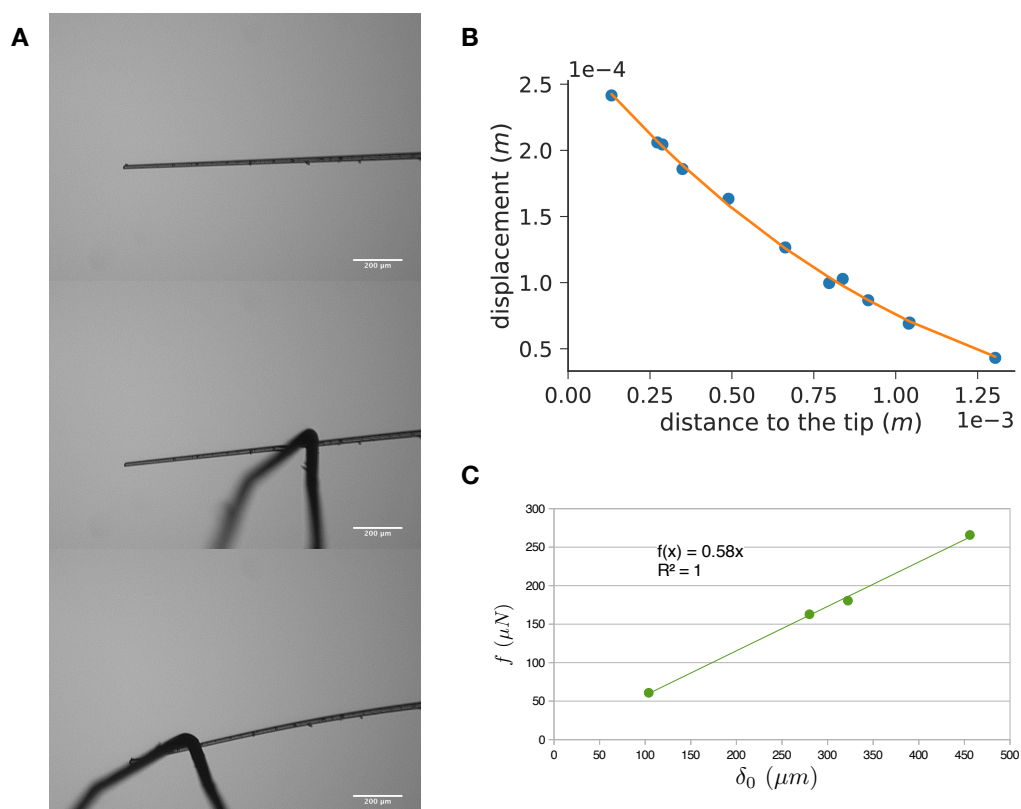 A
200 µm
200 µm
200 µm
B
1e−4
2.5
2.0
1.5
1.0
0.5
displacement (m)
0.00 0.25 0.50 0.75 1.00 1.25
distance to the tip (m)
1e−3
C
300
250
200
150
100
50
0
f (µN)
f(x) = 0.58x
R² = 1
0 50 100 150 200 250 300 350 400 450 500
δ0 (µm)